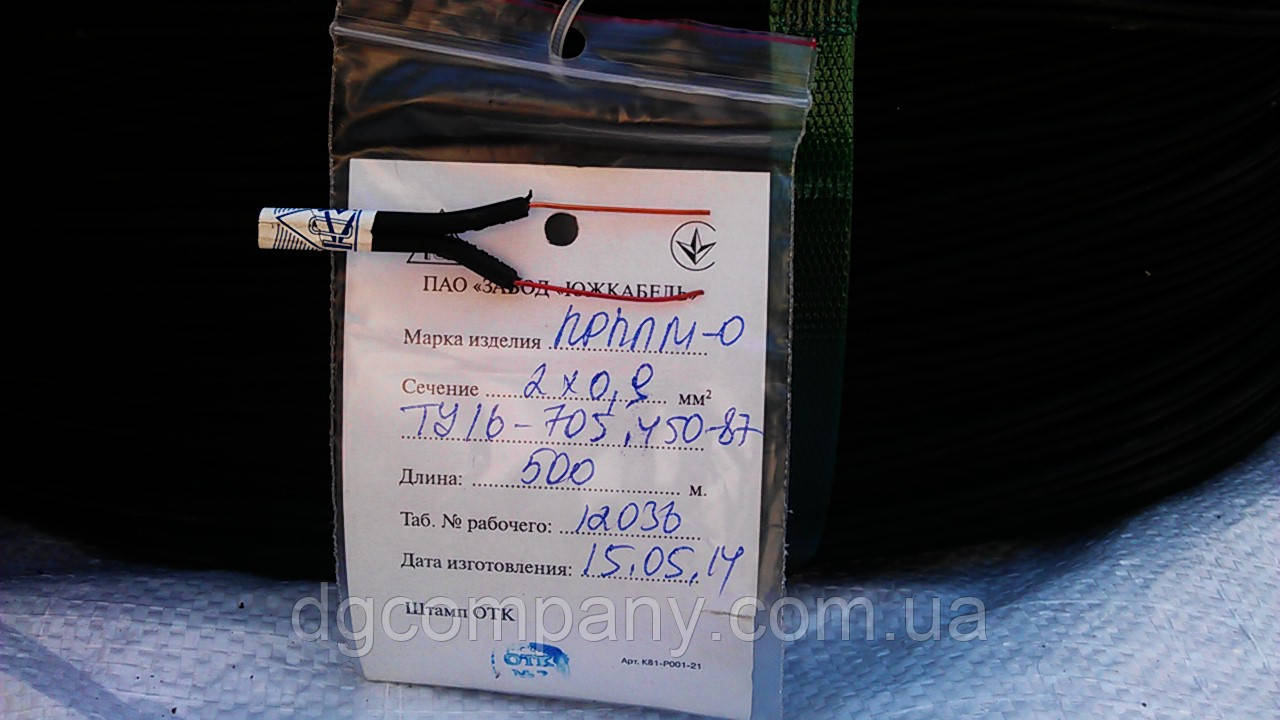 ПАО «ЗАВОД «ЮЖКАБЕЛЬ»
Марка изделия ПРППМ-О
Сечение 2х0,9 мм²
ТУ16-705.450-87
Длина: 500 м.
Таб. № рабочего: 12036
Дата изготовления: 15.05.14
Штамп ОТК
dgcompany.com.ua
ОТК
Арт. К81-Р001-21